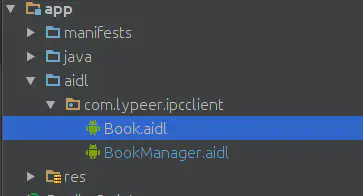 app
manifests
java
aidl
com.lypeer.ipcclient
Book.aidl
BookManager.aidl
res